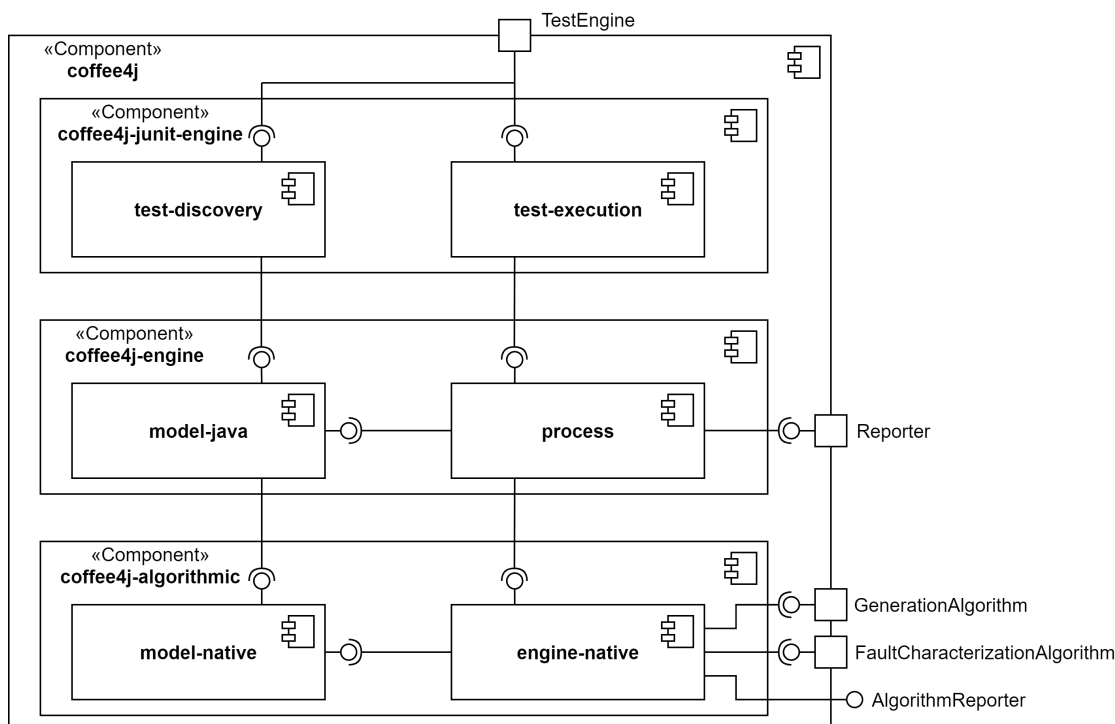 TestEngine
«Component»
coffee4j
«Component»
coffee4j-junit-engine
test-discovery
test-execution
«Component»
coffee4j-engine
model-java
process
Reporter
«Component»
coffee4j-algorithmic
model-native
engine-native
GenerationAlgorithm
FaultCharacterizationAlgorithm
AlgorithmReporter